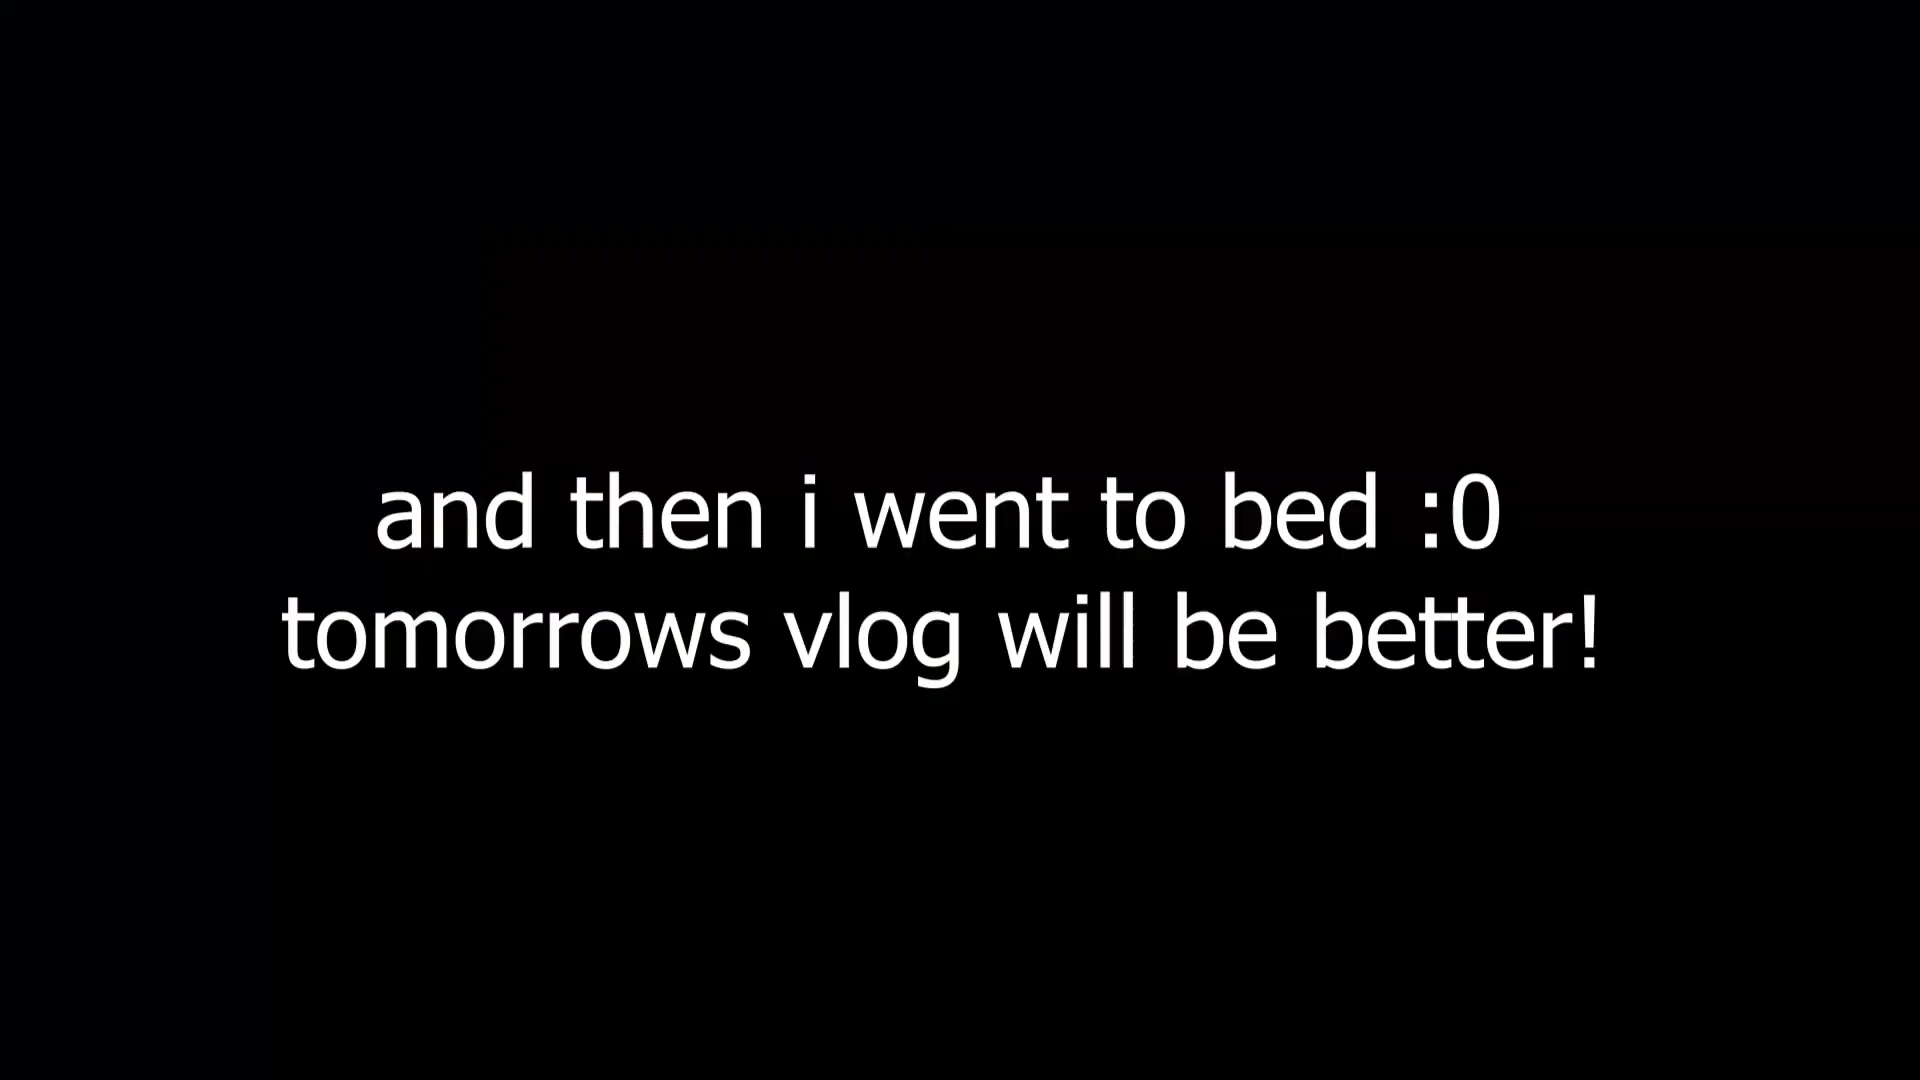 and then i went to bed :0
tomorrows vlog will be better!